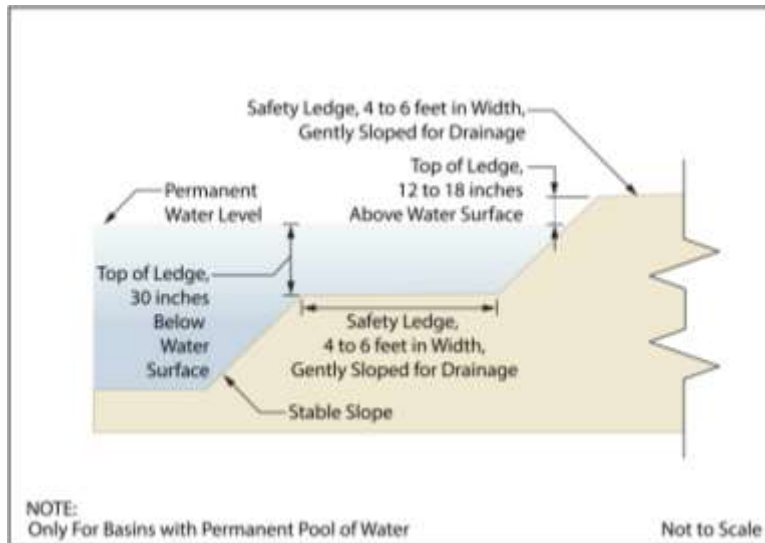 Safety Ledge, 4 to 6 feet in Width,
Gently Sloped for Drainage
Top of Ledge,
12 to 18 inches
Above Water Surface
Permanent
Water Level
Top of Ledge,
30 inches
Below
Water
Surface
Safety Ledge,
4 to 6 feet in Width,
Gently Sloped for Drainage
Stable Slope
NOTE:
Only For Basins with Permanent Pool of Water
Not to Scale